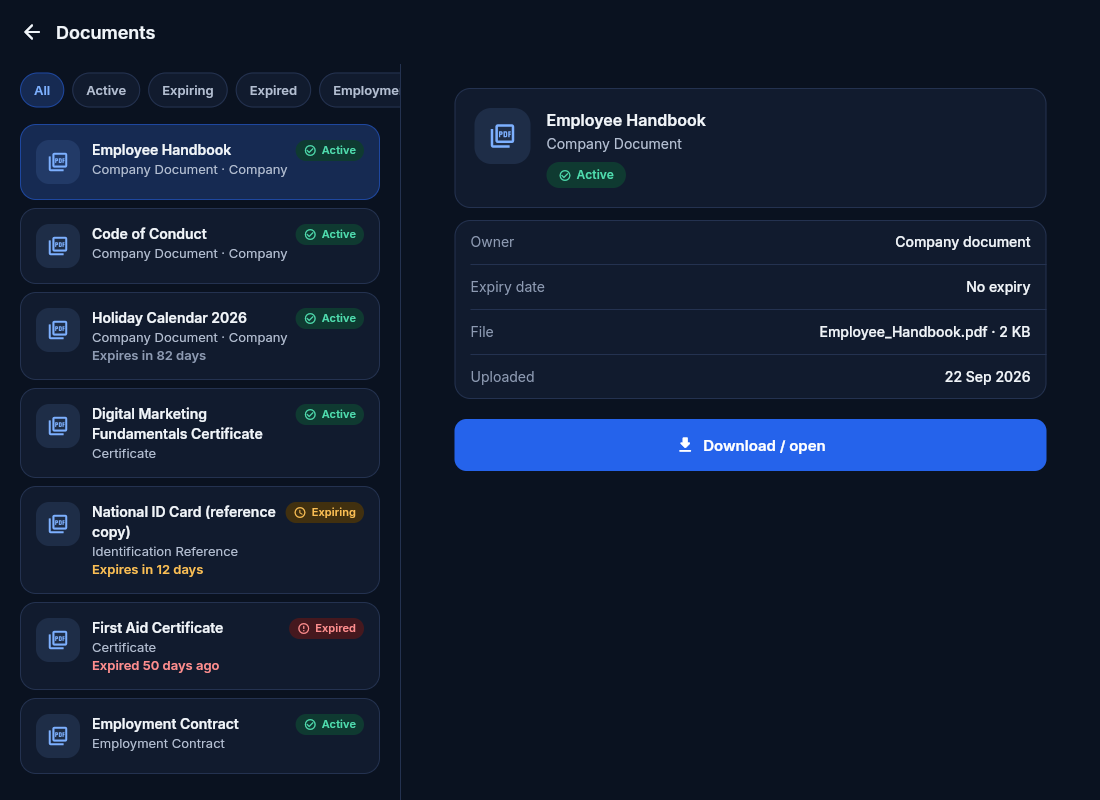 Documents
All
Active
Expiring
Expired
Employme
Employee Handbook
Active
Company Document · Company
Code of Conduct
Active
Company Document · Company
Holiday Calendar 2026
Active
Company Document · Company
Expires in 82 days
Digital Marketing
Fundamentals Certificate
Active
Certificate
National ID Card (reference
copy)
Expiring
Identification Reference
Expires in 12 days
First Aid Certificate
Expired
Certificate
Expired 50 days ago
Employment Contract
Active
Employment Contract
PDF
Employee Handbook
Company Document
Active
Owner
Company document
Expiry date
No expiry
File
Employee_Handbook.pdf · 2 KB
Uploaded
22 Sep 2026
Download / open